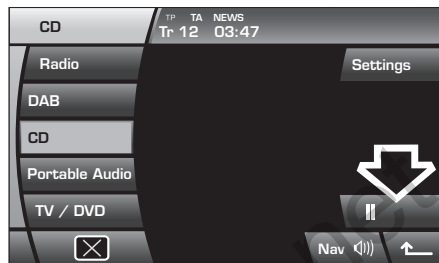 CD
TP TA NEWS
Tr 12 03:47
Radio
Settings
DAB
CD
Portable Audio
TV / DVD
Nav